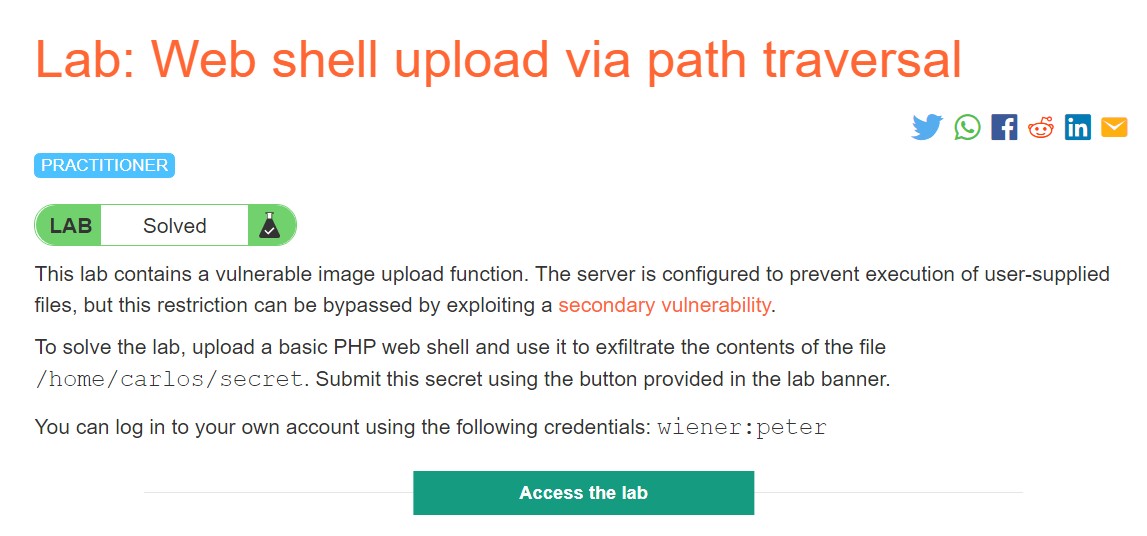 Lab: Web shell upload via path traversal
PRACTITIONER
LAB Solved
This lab contains a vulnerable image upload function. The server is configured to prevent execution of user-supplied
files, but this restriction can be bypassed by exploiting a secondary vulnerability.
To solve the lab, upload a basic PHP web shell and use it to exfiltrate the contents of the file
/home/carlos/secret. Submit this secret using the button provided in the lab banner.
You can log in to your own account using the following credentials: wiener:peter
Access the lab